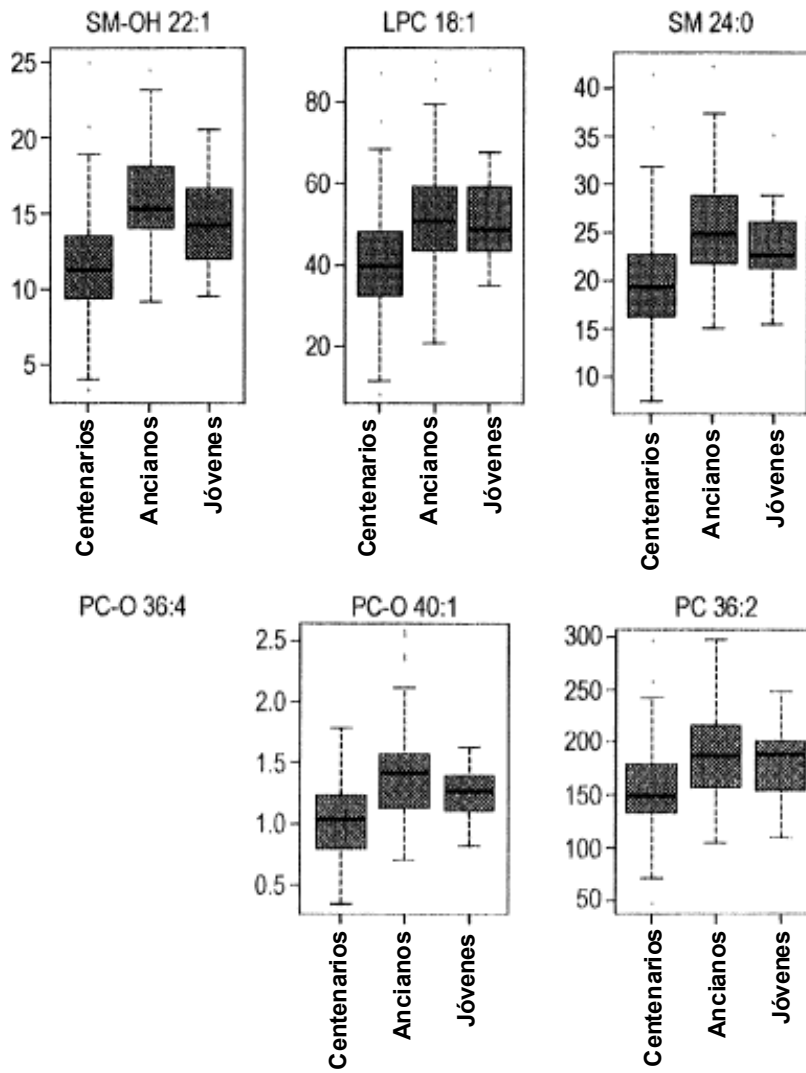 SM-OH 22:1
LPC 18:1
SM 24:0
25
20
15
10
5
80
60
40
20
40
35
30
25
20
15
10
Centenarios
Ancianos
Jóvenes
Centenarios
Ancianos
Jóvenes
Centenarios
Ancianos
Jóvenes
PC-O 36:4
PC-O 40:1
PC 36:2
2.5
2.0
1.5
1.0
0.5
300
250
200
150
100
50
Centenarios
Ancianos
Jóvenes
Centenarios
Ancianos
Jóvenes